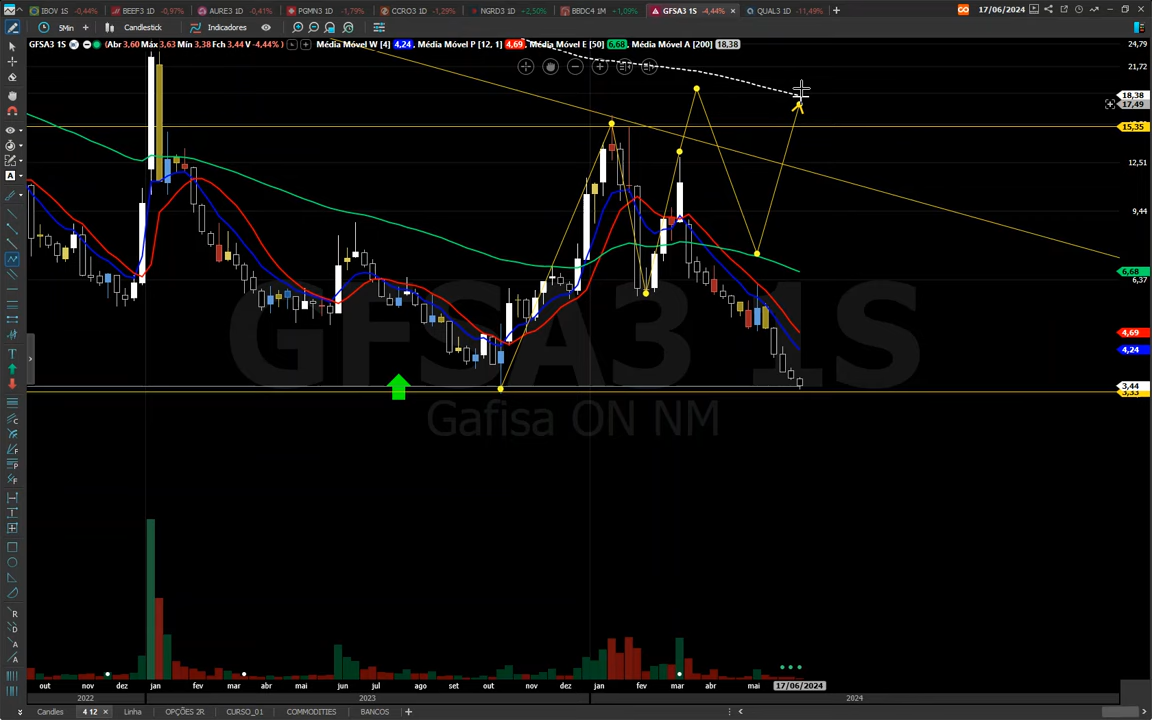 IBOV 1S -0,44% BEEF3 1D -0,97% AURE3 1D -0,41% PGMN3 1D -1,79% CCRO3 1D -1,29% NGRD3 1D -2,50% BBDC4 1M -1,09% GFSA3 1S -4,44% × QUAL3 1D -11,49% + 17/06/2024
5Min Candlestick Indicadores
GFSA3 1S (Abr 3,60 Máx 3,63 Mín 3,38 Fch 3,44 V -4,44%) Média Móvel W [4] 4,24 , Média Móvel P [12, 1] 4,69 , Média Móvel E [50] 6,68 , Média Móvel A [200] 18,38
24,79
21,72
18,38
17,49
15,35
12,51
9,44
6,68
6,37
4,69
4,24
3,44
3,33
GFSA3 1S
Gafisa ON NM
out nov dez jan fev mar abr mai jun jul ago set out nov dez jan fev mar abr mai 17/06/2024
2022 2023 2024
Candles 4 12 × Linha OPÇÕES 2R CURSO_01 COMMODITIES BANCOS +